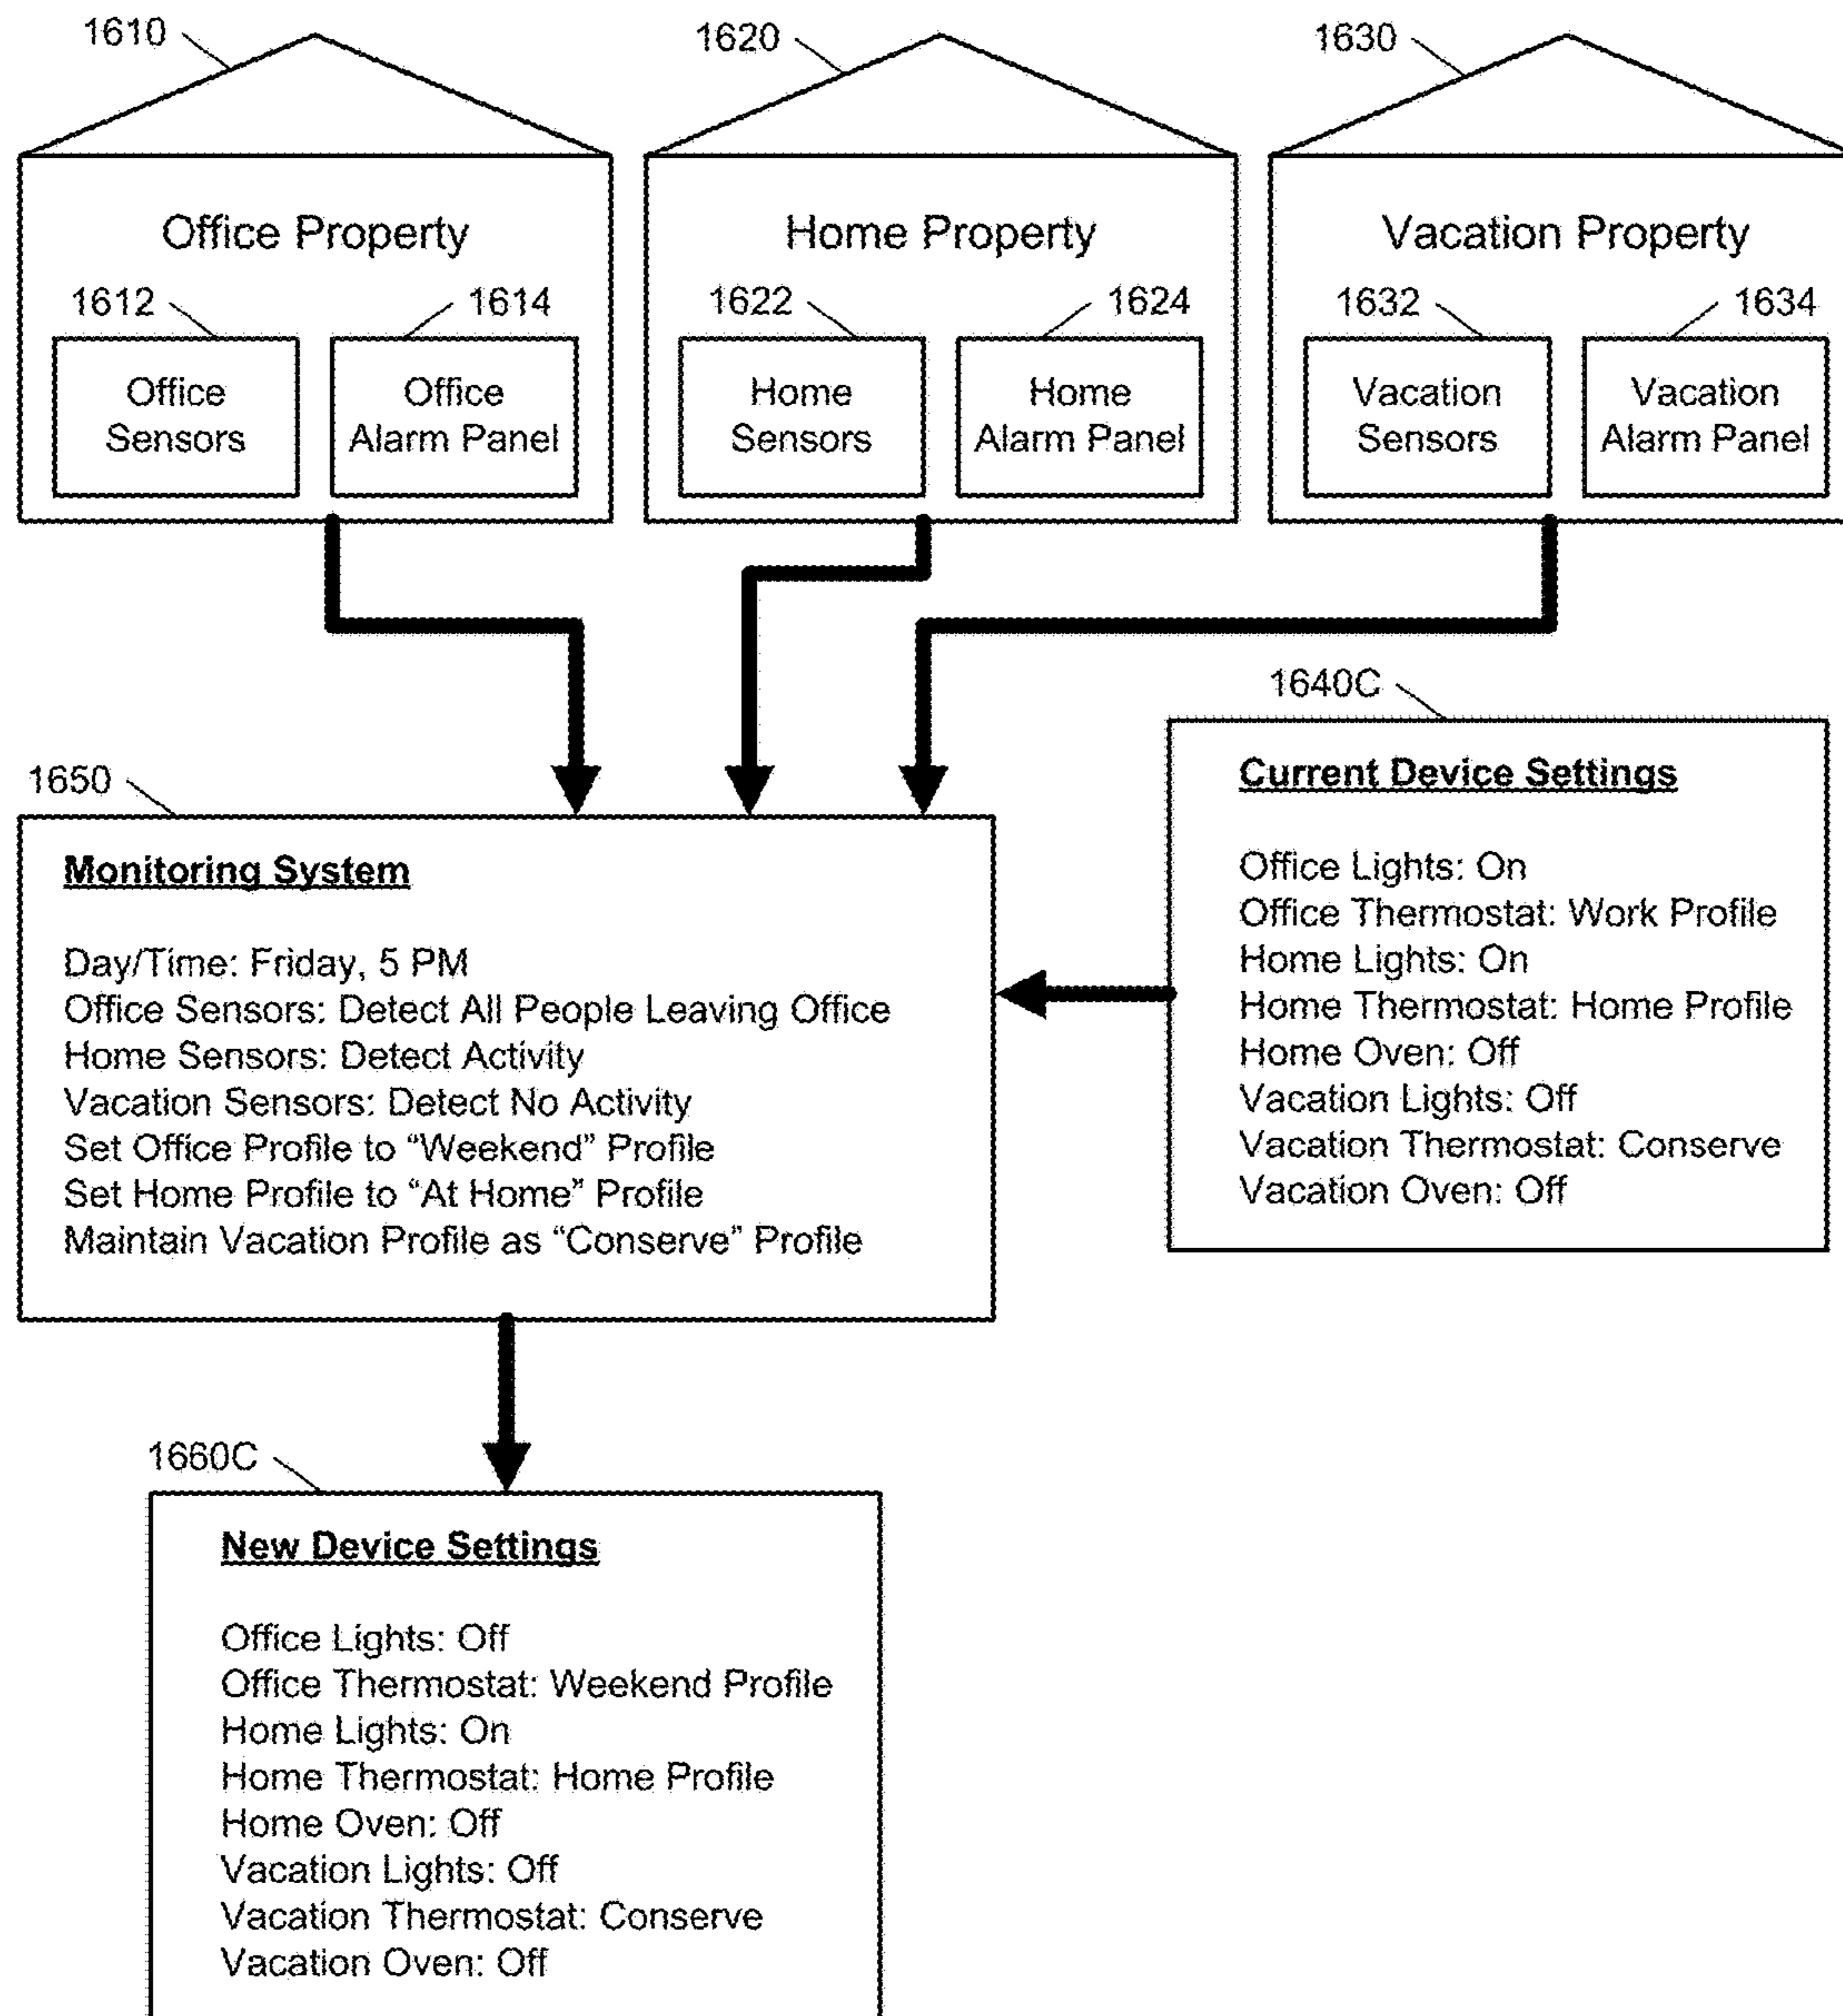 1610
1620
1630
Office Property
Home Property
Vacation Property
1612
1614
1622
1624
1632
1634
Office
Sensors
Office
Alarm Panel
Home
Sensors
Home
Alarm Panel
Vacation
Sensors
Vacation
Alarm Panel
1640C
Current Device Settings
Office Lights: On
Office Thermostat: Work Profile
Home Lights: On
Home Thermostat: Home Profile
Home Oven: Off
Vacation Lights: Off
Vacation Thermostat: Conserve
Vacation Oven: Off
1650
Monitoring System
Day/Time: Friday, 5 PM
Office Sensors: Detect All People Leaving Office
Home Sensors: Detect Activity
Vacation Sensors: Detect No Activity
Set Office Profile to “Weekend” Profile
Set Home Profile to “At Home” Profile
Maintain Vacation Profile as “Conserve” Profile
1660C
New Device Settings
Office Lights: Off
Office Thermostat: Weekend Profile
Home Lights: On
Home Thermostat: Home Profile
Home Oven: Off
Vacation Lights: Off
Vacation Thermostat: Conserve
Vacation Oven: Off